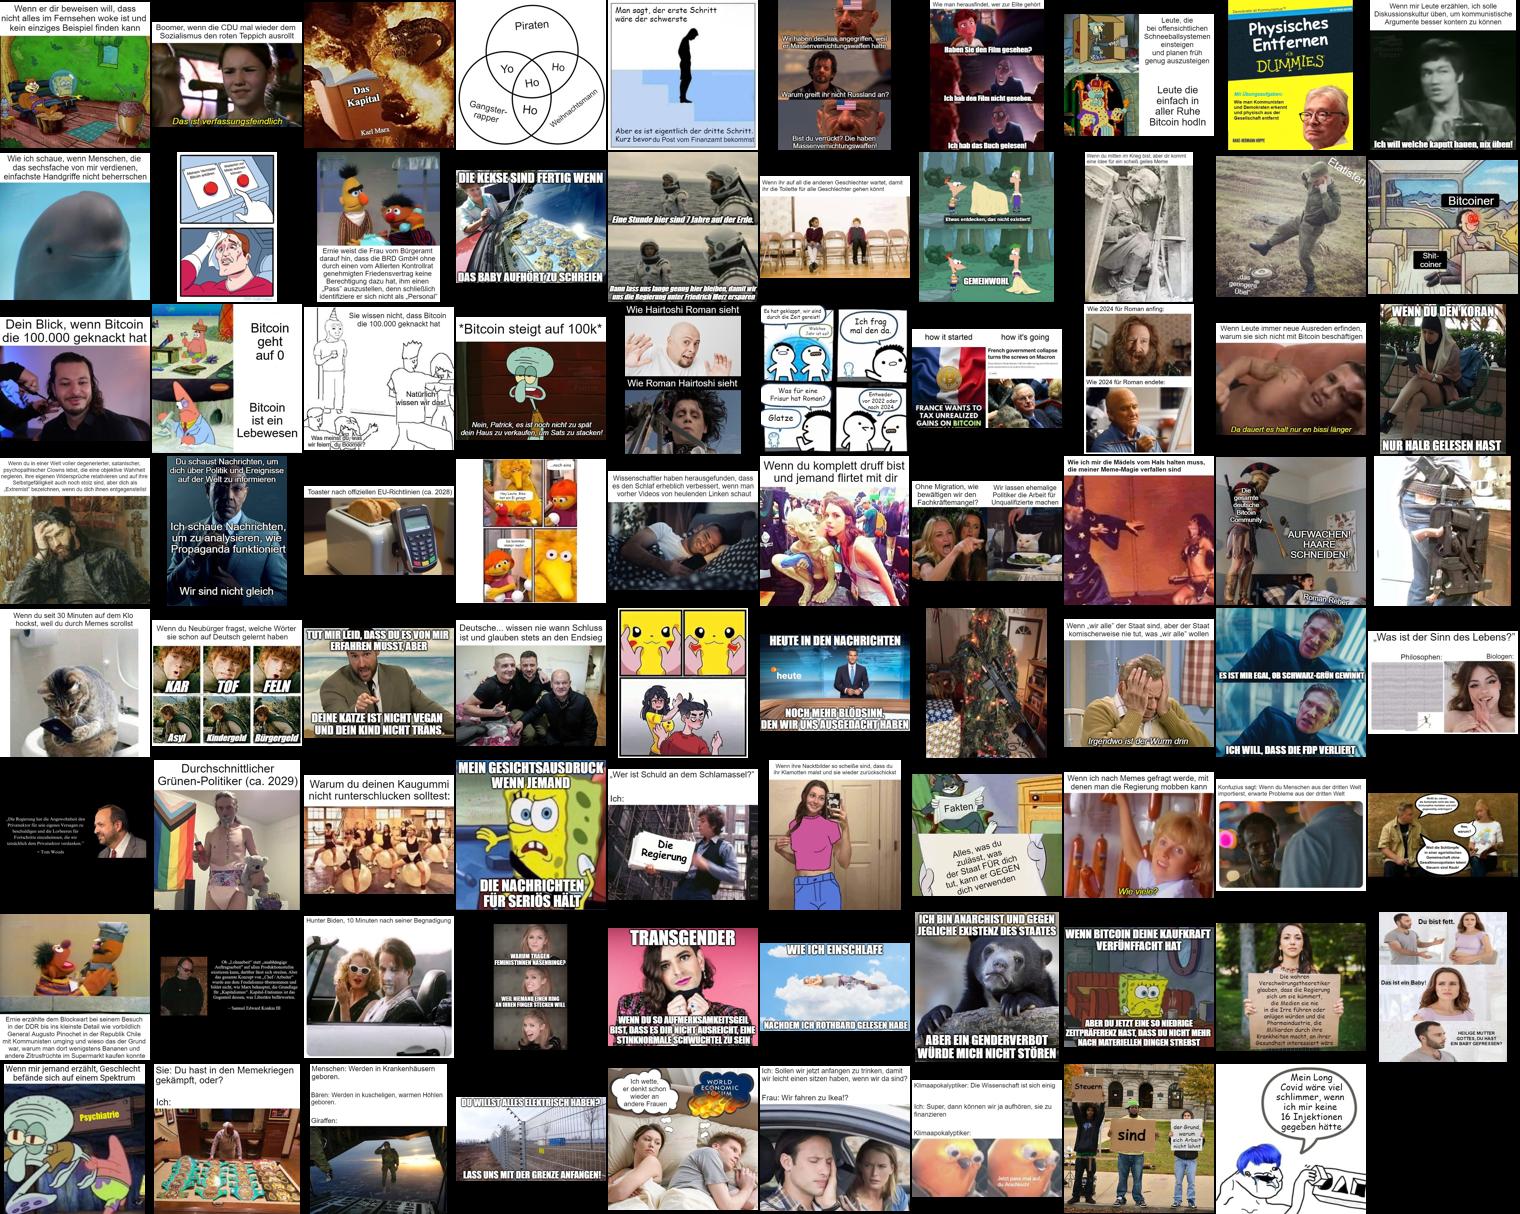 Wenn er dir beweisen will, dass
nicht alles im Fernsehen woke ist und
kein einziges Beispiel finden kann
Boomer, wenn die CDU mal wieder dem
Sozialismus den roten Teppich ausrollt
Das ist verfassungsfeindlich
Das
Kapital
Karl Marx
Piraten
Yo
Ho
Ho
Ho
Gangster-
rapper
Weihnachtsmann
Man sagt, der erste Schritt
wäre der schwerste
Aber es ist eigentlich der dritte Schritt.
Kurz bevor du Post vom Finanzamt bekommst
Wir haben den Irak angegriffen, weil
er Massenvernichtungswaffen hatte
Warum greift ihr nicht Russland an?
Bist du verrückt? Die haben
Massenvernichtungswaffen!
Wie man herausfindet, wer zur Elite gehört
Haben Sie den Film gesehen?
Ich hab den Film nicht gesehen.
Ich hab das Buch gelesen!
Leute, die
bei offensichtlichen
Schneeballsystemen
einsteigen
und planen früh
genug auszusteigen
Leute die
einfach in
aller Ruhe
Bitcoin hodln
Physisches
Entfernen
FÜR
DUMMIES
Mit Übungsaufgaben:
Wie man Kommunisten
und Demokraten erkennt
und physisch aus der
Gesellschaft entfernt
HANS-HERMANN HOPPE
Wenn mir Leute erzählen, ich solle
Diskussionskultur üben, um kommunistische
Argumente besser kontern zu können
Ich will welche kaputt hauen, nix üben!
Wie ich schaue, wenn Menschen, die
das sechsfache von mir verdienen,
einfachste Handgriffe nicht beherrschen
Ernie weist die Frau vom Bürgeramt
darauf hin, dass die BRD GmbH ohne
durch einen vom Allierten Kontrollrat
genehmigten Friedensvertrag keine
Berechtigung dazu hat, ihm einen
„Pass" auszustellen, denn schließlich
identifiziere er sich nicht als „Personal"
DIE KEKSE SIND FERTIG WENN
DAS BABY AUFHÖRT ZU SCHREIEN
Eine Stunde hier sind 7 Jahre auf der Erde.
Dann lass uns lange genug hier bleiben, damit wir
uns die Regierung unter Friedrich Merz ersparen
Wenn ihr auf all die anderen Geschlechter wartet, damit
ihr die Toilette für alle Geschlechter gehen könnt
Etwas entdecken, das nicht existiert!
GEMEINWOHL
Wenn du mitten im Krieg bist, aber dir kommt
eine Idee für ein scheiß geiles Meme
Etatisten
„das
geringere
Übel"
Bitcoiner
Shit-
coiner
Dein Blick, wenn Bitcoin
die 100.000 geknackt hat
Bitcoin
geht
auf 0
Bitcoin
ist ein
Lebewesen
Sie wissen nicht, dass Bitcoin
die 100.000 geknackt hat
Natürlich
wissen wir das!
Was meinst du, was
wir feiern, du Boomer?
*Bitcoin steigt auf 100k*
Nein, Patrick, es ist noch nicht zu spät
dein Haus zu verkaufen, um Sats zu stacken!
Wie Hairtoshi Roman sieht
Wie Roman Hairtoshi sieht
Es hat geklappt, wir sind
durch die Zeit gereist!
Welches
Jahr ist es?
Ich frag
mal den da.
Was für eine
Frisur hat Roman?
Glatze
Entweder
vor 2022 oder
nach 2024
how it started
how it's going
FRANCE WANTS TO
TAX UNREALIZED
GAINS ON BITCOIN
French government collapse
turns the screws on Macron
Wie 2024 für Roman anfing:
Wie 2024 für Roman endete:
Wenn Leute immer neue Ausreden erfinden,
warum sie sich nicht mit Bitcoin beschäftigen
Da dauert es halt nur en bissi länger
WENN DU DEN KORAN
NUR HALB GELESEN HAST
Wenn du in einer Welt voller degenerierter, satanischer,
psychopathischer Clowns lebst, die eine objektive Wahrheit
negieren, ihre eigenen Widersprüche relativieren und auf ihre
Selbstgefälligkeit auch noch stolz sind, aber dich als
„Extremist" bezeichnen, wenn du dich ihnen entgegenstellst
Du schaust Nachrichten, um
dich über Politik und Ereignisse
auf der Welt zu informieren
Ich schaue Nachrichten,
um zu analysieren, wie
Propaganda funktioniert
Wir sind nicht gleich
Toaster nach offiziellen EU-Richtlinien (ca. 2028)
Wissenschaftler haben herausgefunden, dass
es den Schlaf erheblich verbessert, wenn man
vorher Videos von heulenden Linken schaut
Wenn du komplett druff bist
und jemand flirtet mit dir
Ohne Migration, wie
bewältigen wir den
Fachkräftemangel?
Wir lassen ehemalige
Politiker die Arbeit für
Unqualifizierte machen
Wie ich mir die Mädels vom Hals halten muss,
die meiner Meme-Magie verfallen sind
Die
gesamte
deutsche
Bitcoin
Community
AUFWACHEN!
HAARE
SCHNEIDEN!
Roman Reher
Wenn du seit 30 Minuten auf dem Klo
hockst, weil du durch Memes scrollst
Wenn du Neubürger fragst, welche Wörter
sie schon auf Deutsch gelernt haben
KAR
TOF
FELN
Asyl
Kindergeld
Bürgergeld
TUT MIR LEID, DASS DU ES VON MIR
ERFAHREN MUSST, ABER
DEINE KATZE IST NICHT VEGAN
UND DEIN KIND NICHT TRANS.
Deutsche... wissen nie wann Schluss
ist und glauben stets an den Endsieg
HEUTE IN DEN NACHRICHTEN
heute
NOCH MEHR BLÖDSINN,
DEN WIR UNS AUSGEDACHT HABEN
Wenn „wir alle" der Staat sind, aber der Staat
komischerweise nie tut, was „wir alle" wollen
Irgendwo ist der Wurm drin
ES IST MIR EGAL, OB SCHWARZ-GRÜN GEWINNT
ICH WILL, DASS DIE FDP VERLIERT
„Was ist der Sinn des Lebens?"
Philosophen:
Biologen:
„Die Regierung hat die Angewohnheit den
Privatsektor für sein eigenes Versagen zu
beschuldigen und die Lorbeeren für
Fortschritte einzuheimsen, die sie
tatsächlich dem Privatsektor verdanken."
– Tom Woods
Durchschnittlicher
Grünen-Politiker (ca. 2029)
Warum du deinen Kaugummi
nicht runterschlucken solltest:
MEIN GESICHTSAUSDRUCK
WENN JEMAND
DIE NACHRICHTEN
FÜR SERIÖS HÄLT
„Wer ist Schuld an dem Schlamassel?"
Ich:
Die
Regierung
Wenn ihre Nacktbilder so scheiße sind, dass du
ihr Klamotten malst und sie wieder zurückschickst
Fakten
Alles, was du
zulässt, was
der Staat FÜR dich
tut, kann er GEGEN
dich verwenden
Wenn ich nach Memes gefragt werde, mit
denen man die Regierung mobben kann
Wie viele?
Konfuzius sagt: Wenn du Menschen aus der dritten Welt
importierst, erwarte Probleme aus der dritten Welt
Ernie erzählte dem Blockwart bei seinem Besuch
in der DDR bis ins kleinste Detail wie vorbildlich
General Augusto Pinochet in der Republik Chile
mit Kommunisten umging und wieso das der Grund
war, warum man dort wenigstens Bananen und
andere Zitrusfrüchte im Supermarkt kaufen konnte
– Samuel Edward Konkin III
Hunter Biden, 10 Minuten nach seiner Begnadigung
WARUM TRAGEN
FEMINISTINNEN NASENRINGE?
WEIL NIEMAND EINEN RING
AN IHREN FINGER STECKEN WILL
TRANSGENDER
WENN DU SO AUFMERKSAMKEITSGEIL
BIST, DASS ES DIR NICHT AUSREICHT, EINE
STINKNORMALE SCHWUCHTEL ZU SEIN
WIE ICH EINSCHLAFE
NACHDEM ICH ROTHBARD GELESEN HABE
ICH BIN ANARCHIST UND GEGEN
JEGLICHE EXISTENZ DES STAATES
ABER EIN GENDERVERBOT
WÜRDE MICH NICHT STÖREN
WENN BITCOIN DEINE KAUFKRAFT
VERFÜNFFACHT HAT
ABER DU JETZT EINE SO NIEDRIGE
ZEITPRÄFERENZ HAST, DASS DU NICHT MEHR
NACH MATERIELLEN DINGEN STREBST
Die wahren
Verschwörungstheoretiker
glauben, dass die Regierung
sich um sie kümmert,
die Medien sie nie
in die Irre führen oder
anlügen würden und die
Pharmaindustrie, die
Milliarden durch ihre
Krankheiten macht, an ihrer
Gesundheit interessiert wäre
Du bist fett.
Das ist ein Baby!
HEILIGE MUTTER
GOTTES, DU HAST
EIN BABY GEFRESSEN?
Wenn mir jemand erzählt, Geschlecht
befände sich auf einem Spektrum
Psychiatrie
Sie: Du hast in den Memekriegen
gekämpft, oder?
Ich:
Menschen: Werden in Krankenhäusern
geboren.
Bären: Werden in kuscheligen, warmen Höhlen
geboren.
Giraffen:
DU WILLST ALLES ELEKTRISCH HABEN?
LASS UNS MIT DER GRENZE ANFANGEN!
Ich wette,
er denkt schon
wieder an
andere Frauen
WORLD
ECONOMIC
FORUM
Ich: Sollen wir jetzt anfangen zu trinken, damit
wir leicht einen sitzen haben, wenn wir da sind?
Frau: Wir fahren zu Ikea!?
Klimaapokalyptiker: Die Wissenschaft ist sich einig
Ich: Super, dann können wir ja aufhören, sie zu
finanzieren
Klimaapokalyptiker:
Jetzt pass mal auf,
du Arschloch!
Steuern
sind
der Grund,
warum
sich Arbeit
nicht lohnt
Mein Long
Covid wäre viel
schlimmer, wenn
ich mir keine
16 Injektionen
gegeben hätte